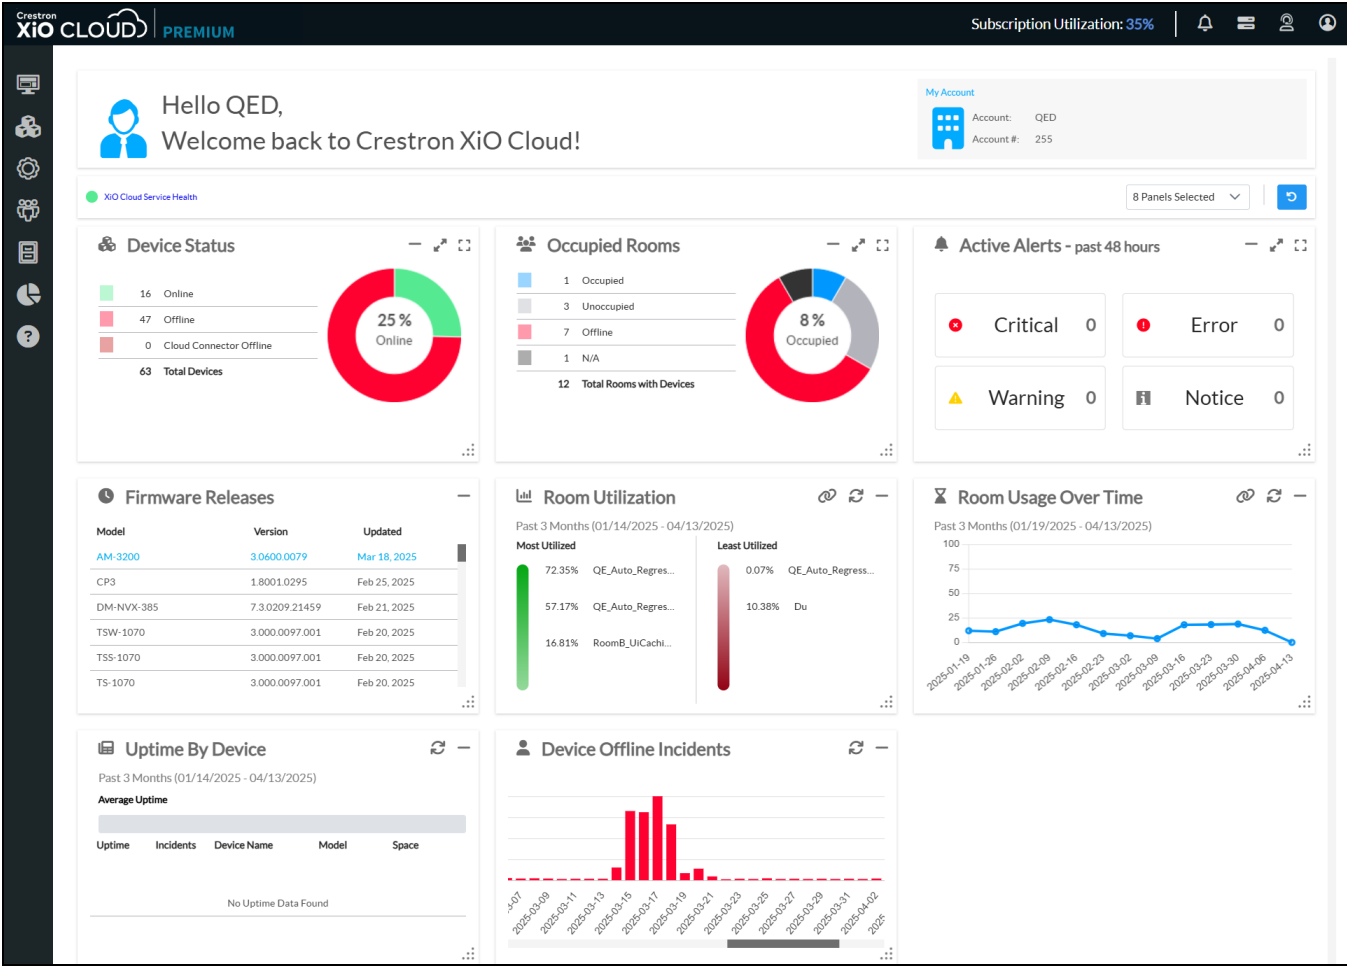 Crestron
XiO CLOUD PREMIUM
Subscription Utilization: 35%
Hello QED,
Welcome back to Crestron XiO Cloud!
My Account
Account: QED
Account #: 255
XiO Cloud Service Health
8 Panels Selected
Device Status
16 Online
47 Offline
0 Cloud Connector Offline
63 Total Devices
25 %
Online
Occupied Rooms
1 Occupied
3 Unoccupied
7 Offline
1 N/A
12 Total Rooms with Devices
8 %
Occupied
Active Alerts - past 48 hours
Critical 0
Error 0
Warning 0
Notice 0
Firmware Releases
Model Version Updated
AM-3200 3.0600.0079 Mar 18, 2025
CP3 1.8001.0295 Feb 25, 2025
DM-NVX-385 7.3.0209.21459 Feb 21, 2025
TSW-1070 3.000.0097.001 Feb 20, 2025
TSS-1070 3.000.0097.001 Feb 20, 2025
TS-1070 3.000.0097.001 Feb 20, 2025
Room Utilization
Past 3 Months (01/14/2025 - 04/13/2025)
Most Utilized
72.35% QE_Auto_Regres...
57.17% QE_Auto_Regres...
16.81% RoomB_UiCachi...
Least Utilized
0.07% QE_Auto_Regress...
10.38% Du
Room Usage Over Time
Past 3 Months (01/19/2025 - 04/13/2025)
100
75
50
25
0
2025-01-19
2025-01-26
2025-02-02
2025-02-09
2025-02-16
2025-02-23
2025-03-02
2025-03-09
2025-03-16
2025-03-23
2025-03-30
2025-04-06
2025-04-13
Uptime By Device
Past 3 Months (01/14/2025 - 04/13/2025)
Average Uptime
Uptime Incidents Device Name Model Space
No Uptime Data Found
Device Offline Incidents
3-07
2025-03-09
2025-03-11
2025-03-13
2025-03-15
2025-03-17
2025-03-19
2025-03-21
2025-03-23
2025-03-25
2025-03-27
2025-03-29
2025-03-31
2025-04-02
2025